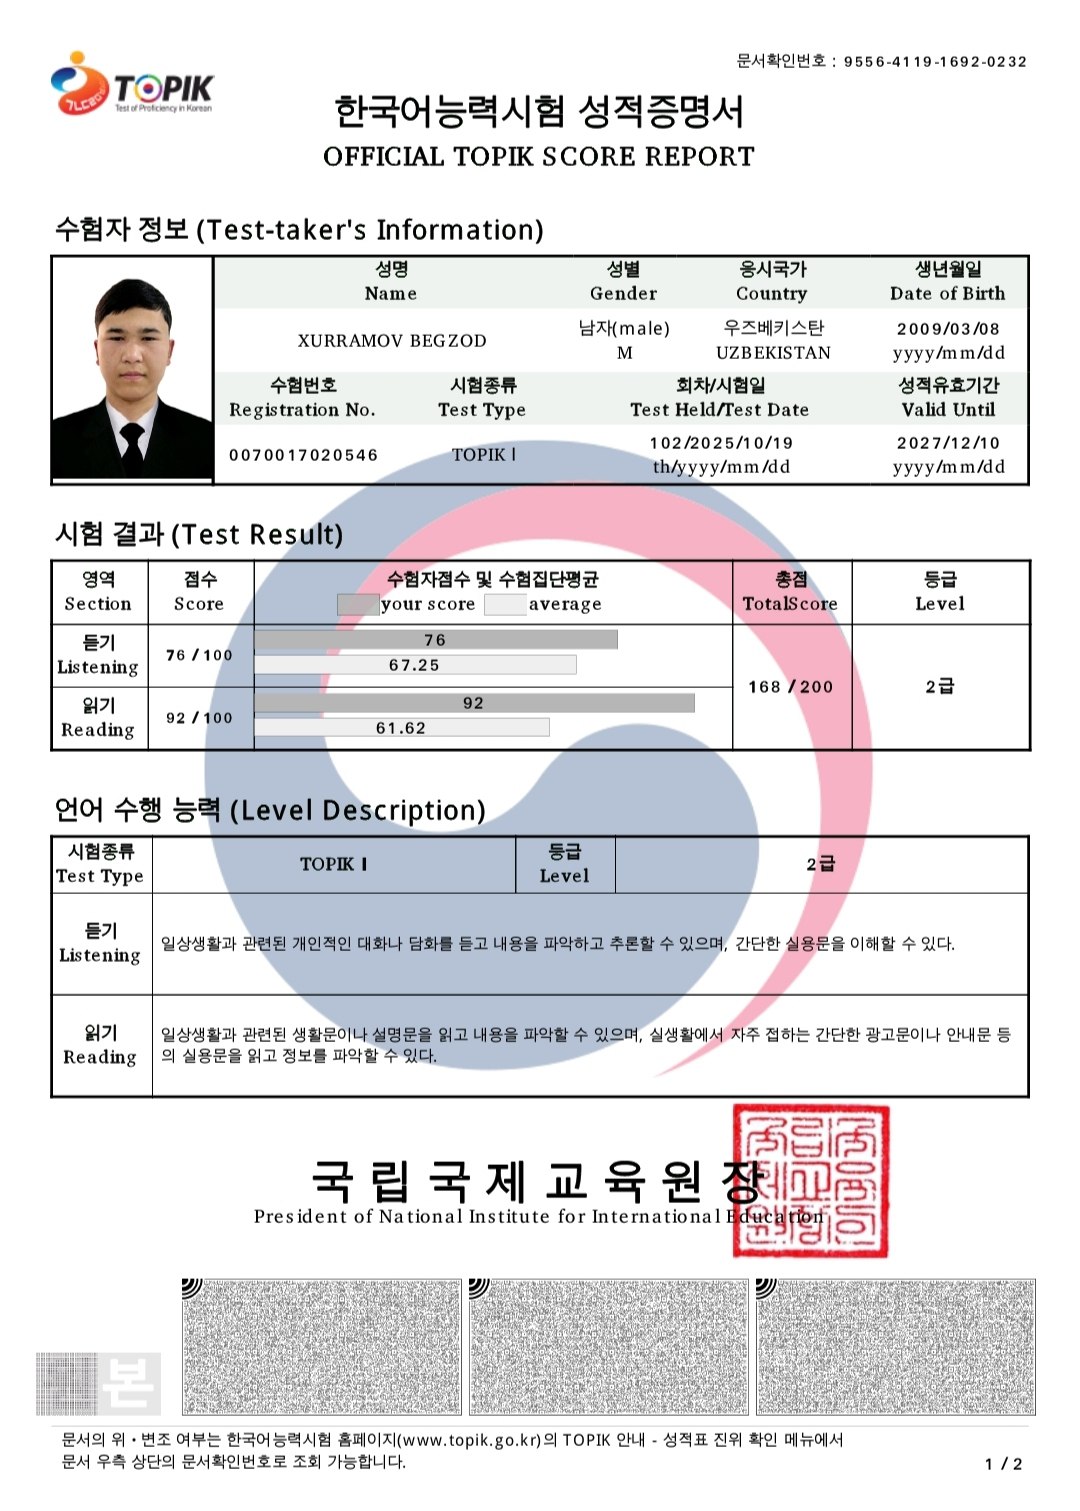 문서확인번호 : 9556-4119-1692-0232
TOPIK
Test of Proficiency in Korean
한국어능력시험 성적증명서
OFFICIAL TOPIK SCORE REPORT
수험자 정보 (Test-taker's Information)
성명 성별 응시국가 생년월일
Name Gender Country Date of Birth
XURRAMOV BEGZOD 남자(male) 우즈베키스탄 2009/03/08
M UZBEKISTAN yyyy/mm/dd
수험번호 시험종류 회차/시험일 성적유효기간
Registration No. Test Type Test Held/Test Date Valid Until
0070017020546 TOPIK Ⅰ 102/2025/10/19 2027/12/10
th/yyyy/mm/dd yyyy/mm/dd
시험 결과 (Test Result)
영역 점수 수험자점수 및 수험집단평균 총점 등급
Section Score your score average TotalScore Level
듣기 76
Listening 76 / 100 67.25
168 / 200 2급
읽기 92
Reading 92 / 100 61.62
언어 수행 능력 (Level Description)
시험종류 TOPIK Ⅰ 등급 2급
Test Type Level
듣기
Listening
일상생활과 관련된 개인적인 대화나 담화를 듣고 내용을 파악하고 추론할 수 있으며, 간단한 실용문을 이해할 수 있다.
읽기
Reading
일상생활과 관련된 생활문이나 설명문을 읽고 내용을 파악할 수 있으며, 실생활에서 자주 접하는 간단한 광고문이나 안내문 등
의 실용문을 읽고 정보를 파악할 수 있다.
국립국제교육원장
President of National Institute for International Education
본
문서의 위・변조 여부는 한국어능력시험 홈페이지(www.topik.go.kr)의 TOPIK 안내 - 성적표 진위 확인 메뉴에서
문서 우측 상단의 문서확인번호로 조회 가능합니다.
1 / 2